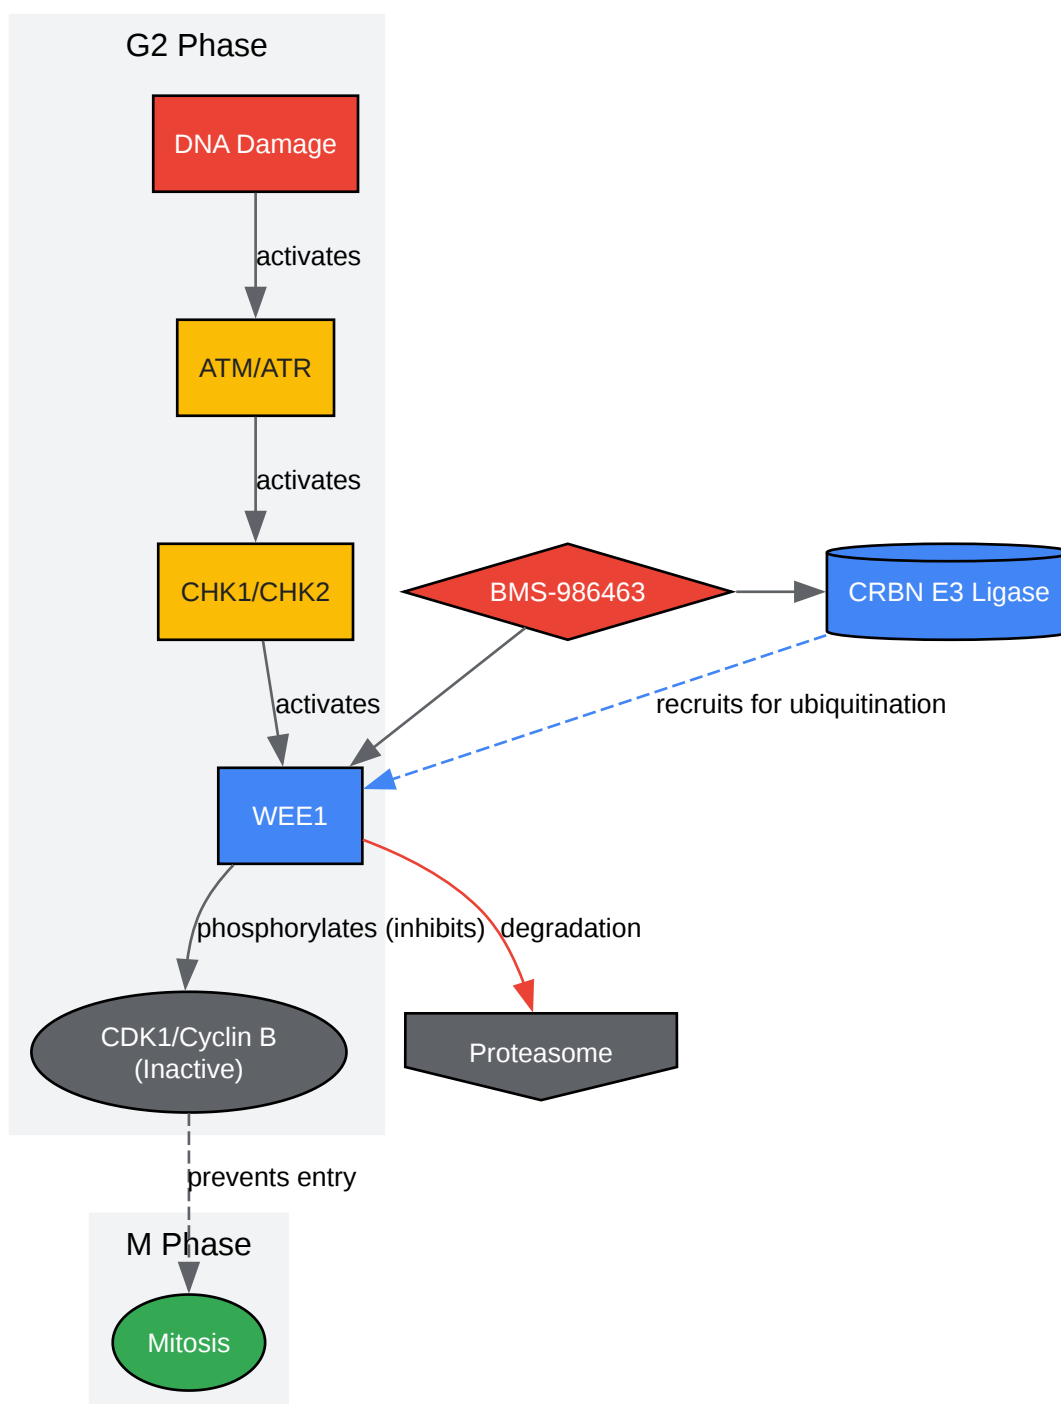 G2 Phase
DNA Damage
activates
ATM/ATR
activates
CHK1/CHK2
BMS-986463
CRBN E3 Ligase
activates
recruits for ubiquitination
WEE1
phosphorylates (inhibits)
degradation
CDK1/Cyclin B
(Inactive)
Proteasome
prevents entry
M Phase
Mitosis